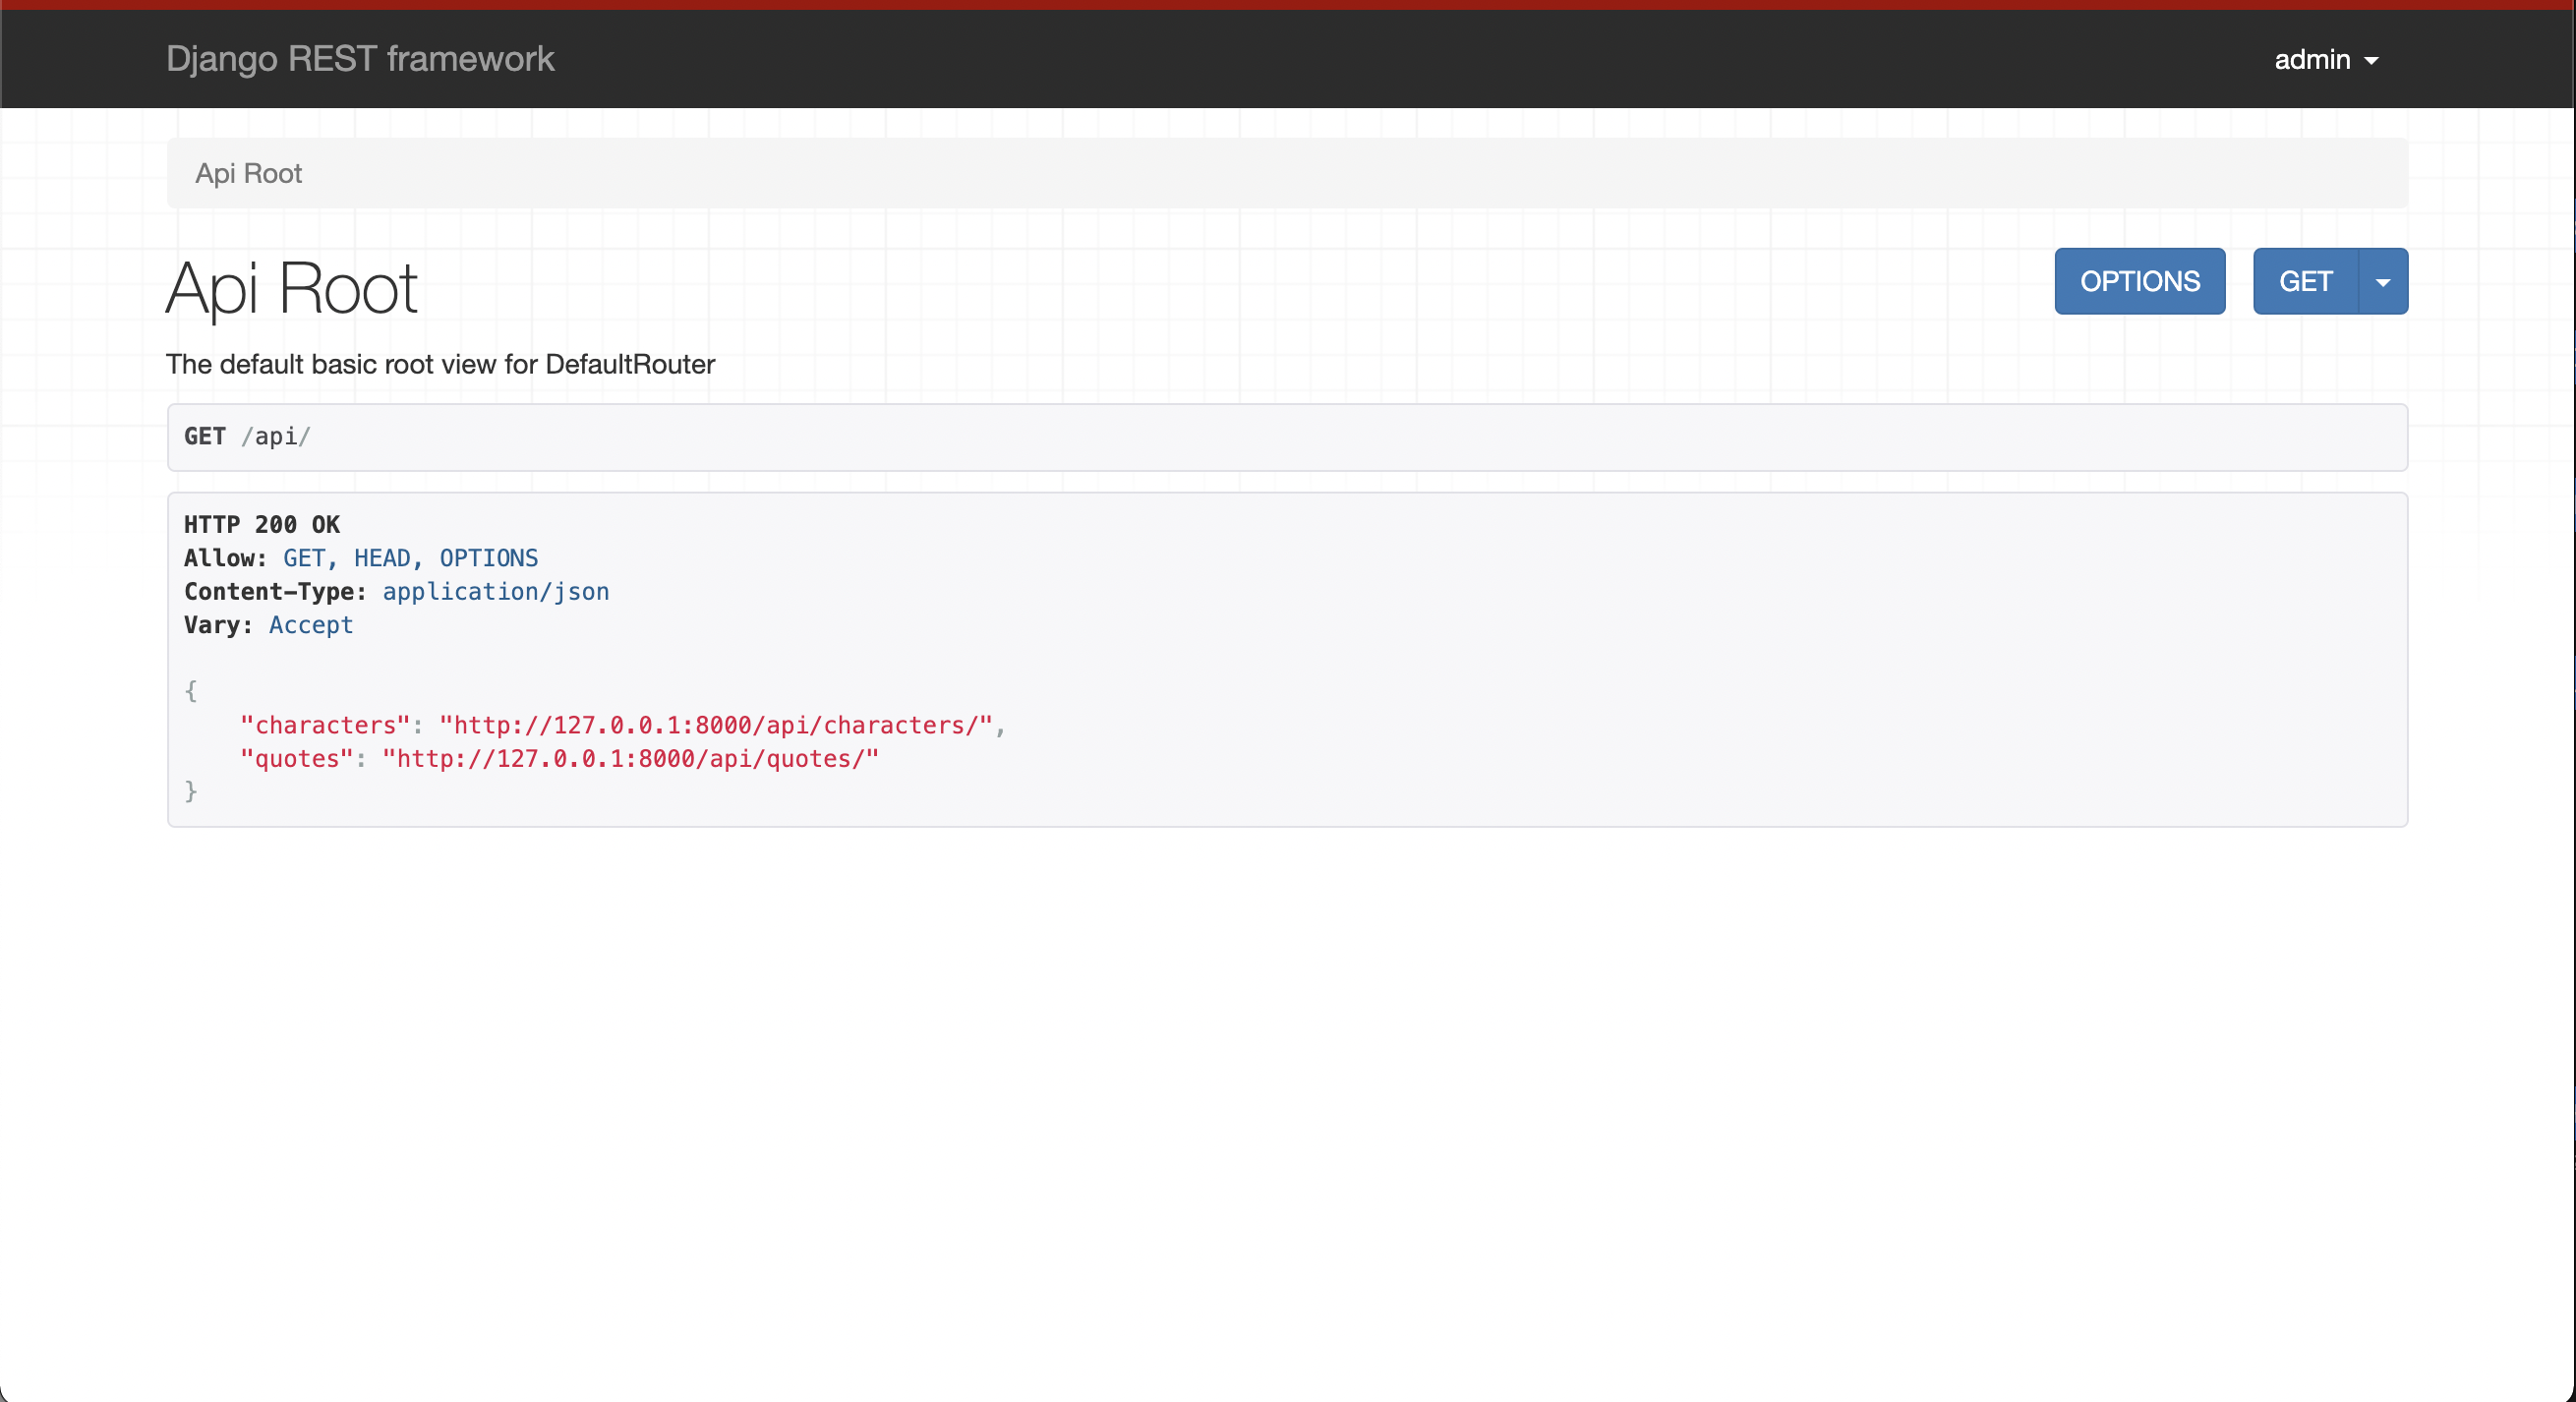 Django REST framework
admin
Api Root
Api Root
OPTIONS
GET
The default basic root view for DefaultRouter
GET /api/
HTTP 200 OK
Allow: GET, HEAD, OPTIONS
Content-Type: application/json
Vary: Accept
{
    "characters": "http://127.0.0.1:8000/api/characters/",
    "quotes": "http://127.0.0.1:8000/api/quotes/"
}